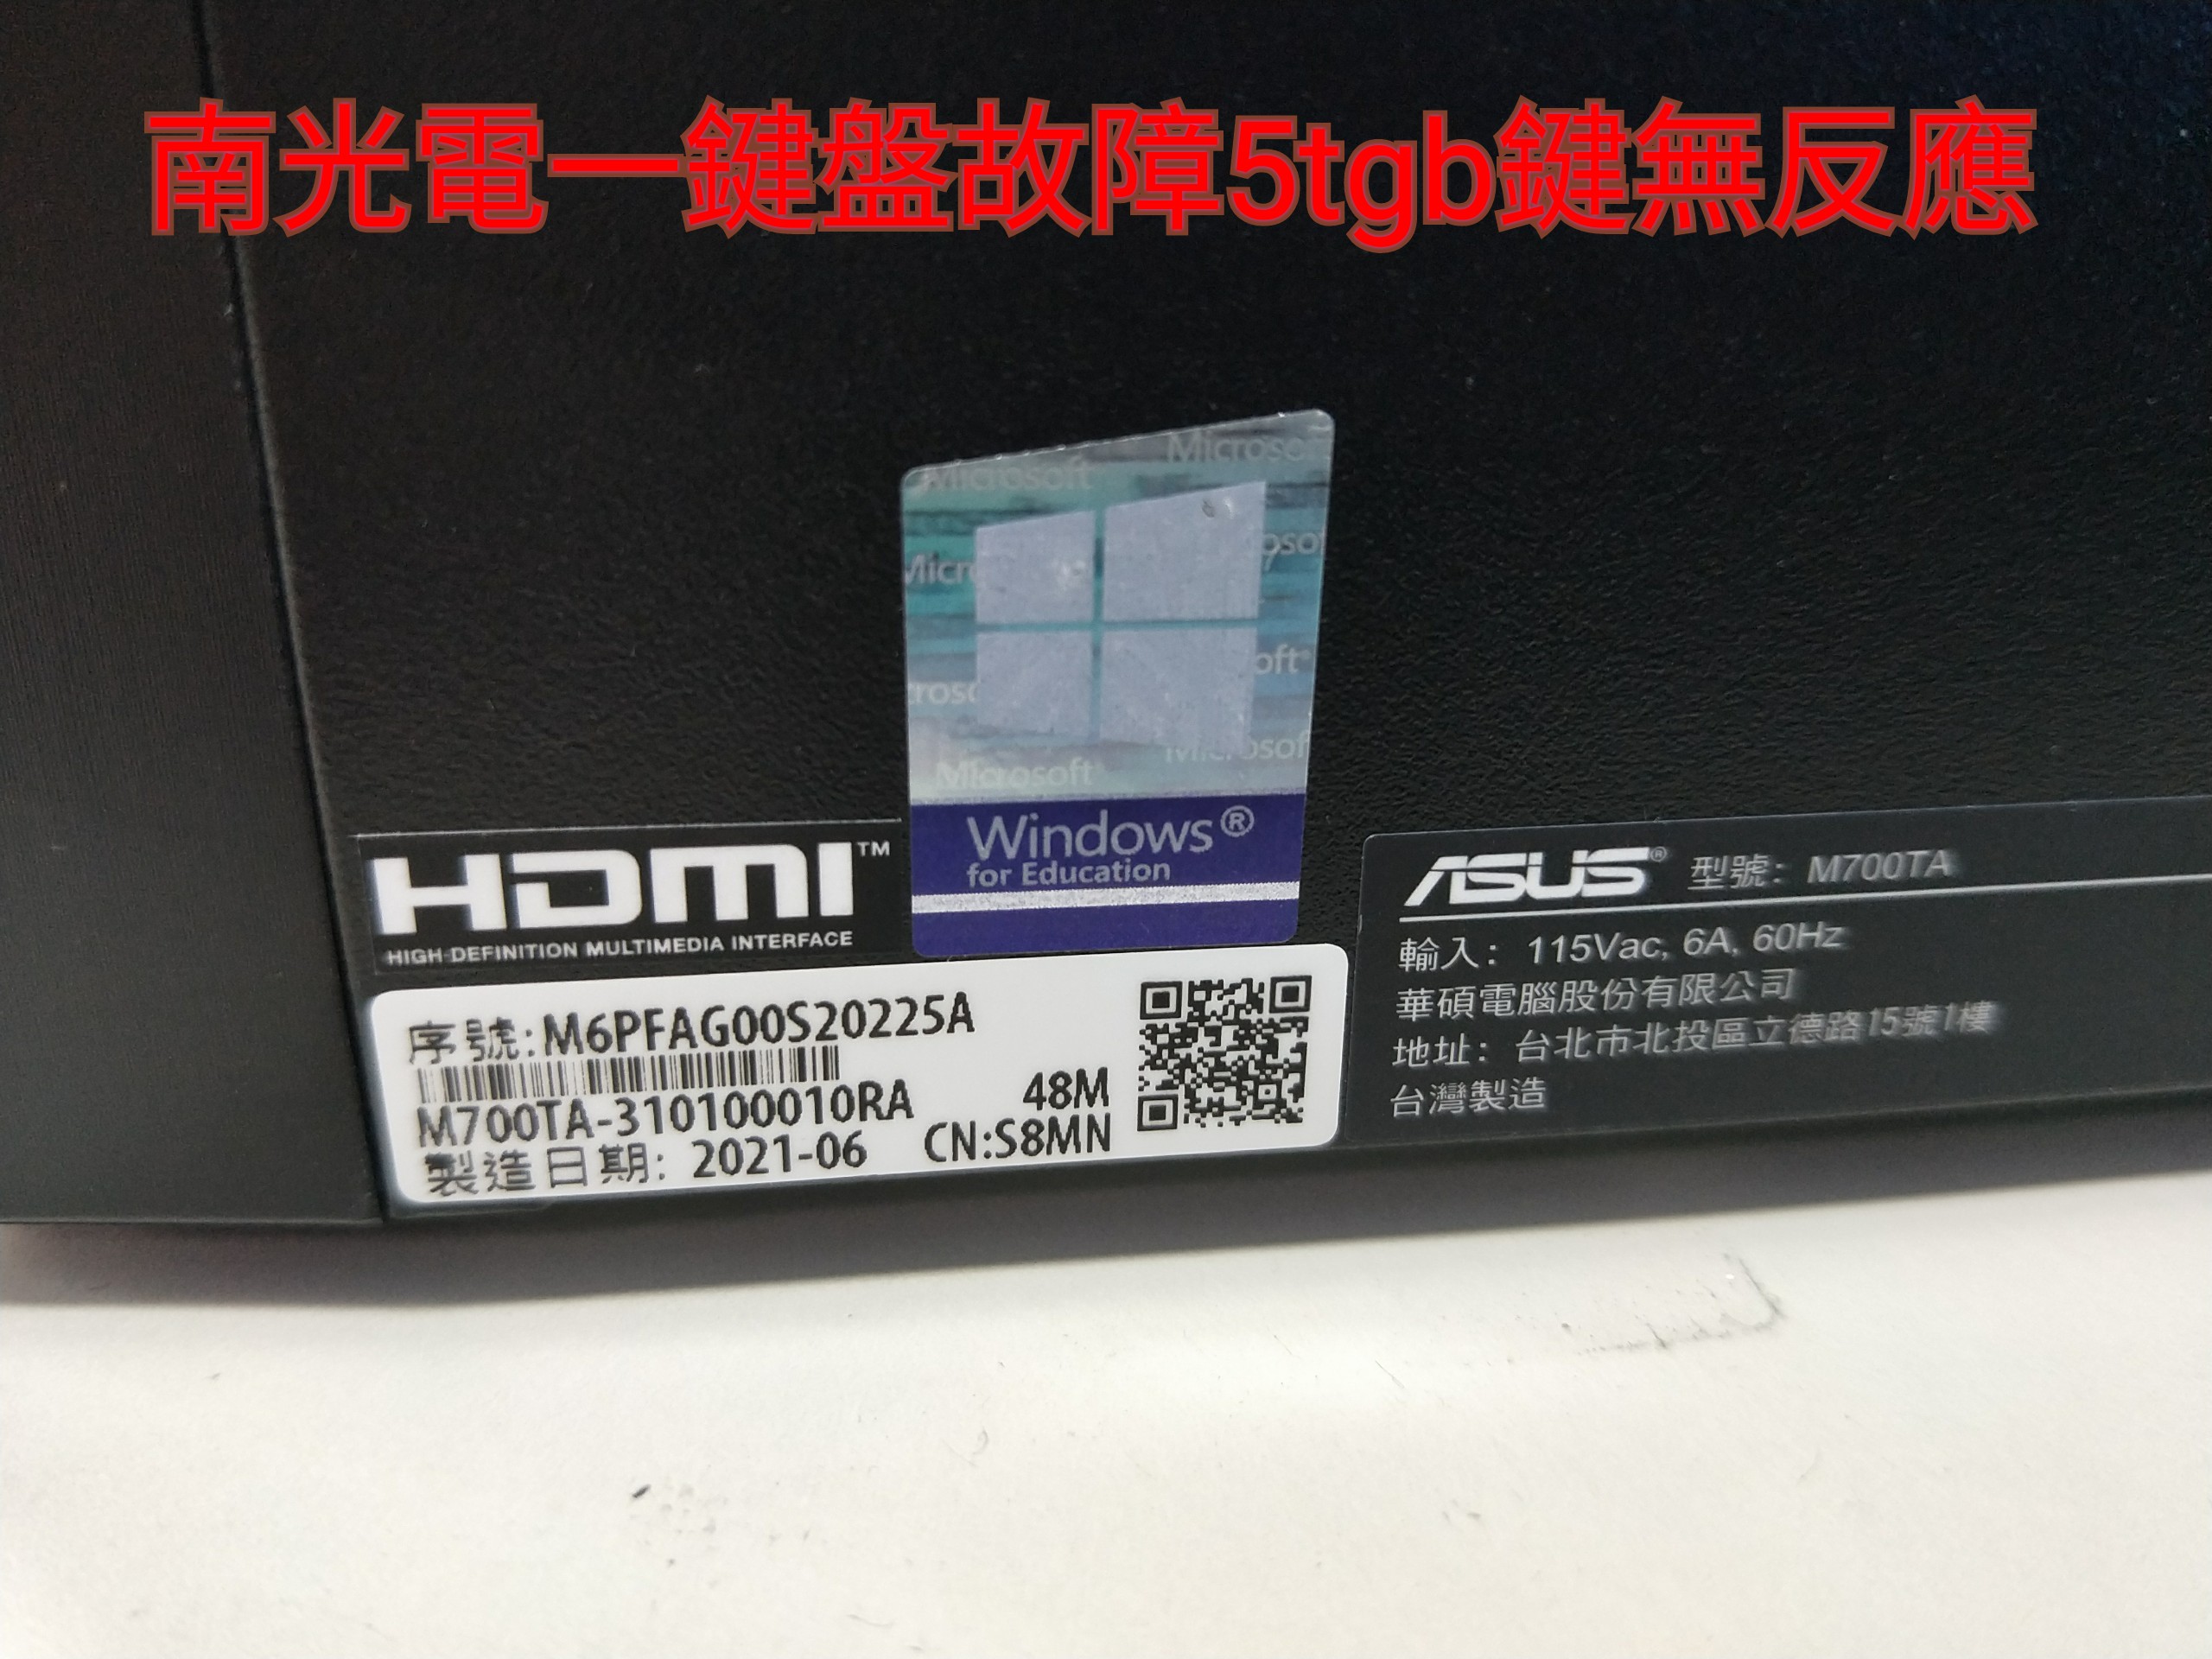 南光電一鍵盤故障5tgb鍵無反應
Microsoft
Microsoft
Windows®
for Education
HDMI™
HIGH-DEFINITION MULTIMEDIA INTERFACE
序號:M6PFAG00S20225A
M700TA-310100010RA 48M
製造日期: 2021-06 CN:S8MN
ASUS® 型號: M700TA
輸入: 115Vac, 6A, 60Hz
華碩電腦股份有限公司
地址: 台北市北投區立德路15號1樓
台灣製造